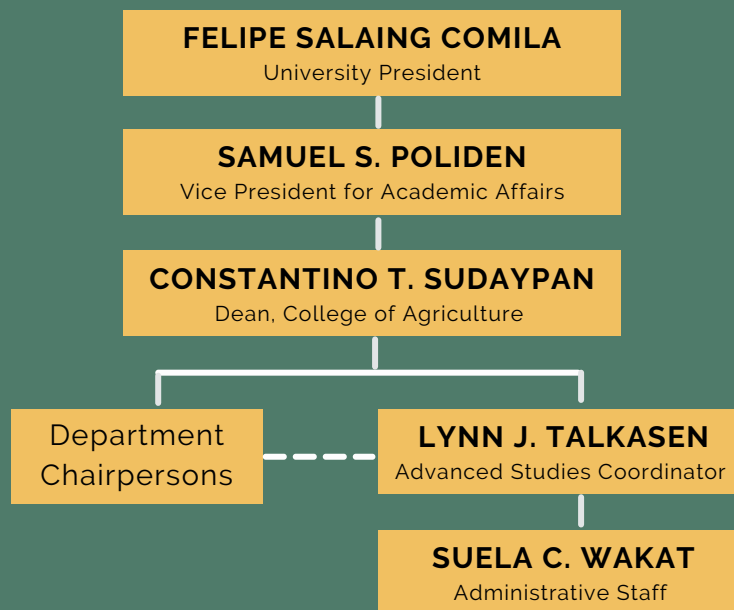 FELIPE SALAING COMILA
University President
SAMUEL S. POLIDEN
Vice President for Academic Affairs
CONSTANTINO T. SUDAYPAN
Dean, College of Agriculture
Department
Chairpersons
LYNN J. TALKASEN
Advanced Studies Coordinator
SUELA C. WAKAT
Administrative Staff